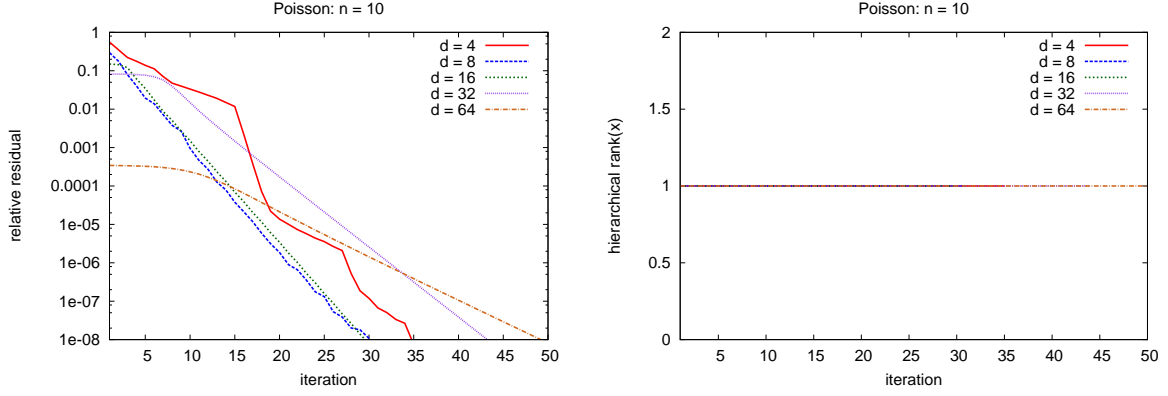 Poisson: n = 10
relative residual
1
0.1
0.01
0.001
0.0001
1e-05
1e-06
1e-07
1e-08
5 10 15 20 25 30 35 40 45 50
iteration
d = 4
d = 8
d = 16
d = 32
d = 64
Poisson: n = 10
hierarchical rank(x)
2
1.5
1
0.5
0
5 10 15 20 25 30 35 40 45 50
iteration
d = 4
d = 8
d = 16
d = 32
d = 64